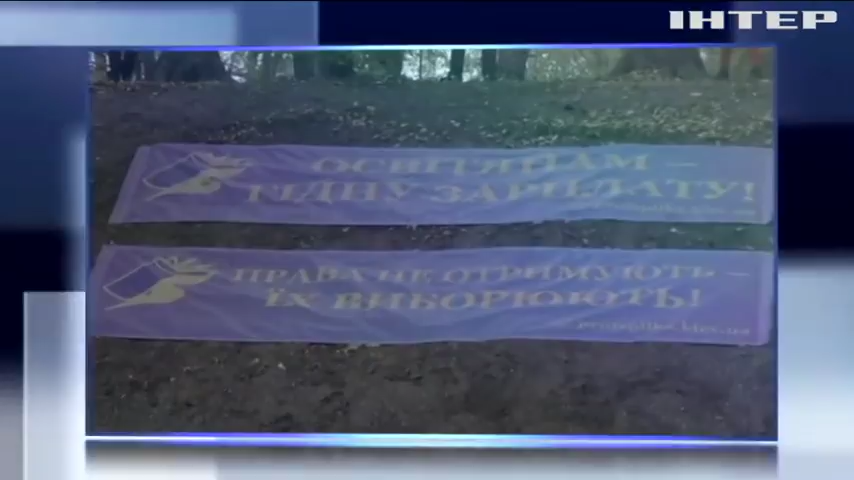 ІНТЕР
ОСВІТЯНАМ –
ГІДНУ ЗАРПЛАТУ!
ПРАВА НЕ ОТРИМУЮТЬ –
ЇХ ВИБОРЮЮТЬ!